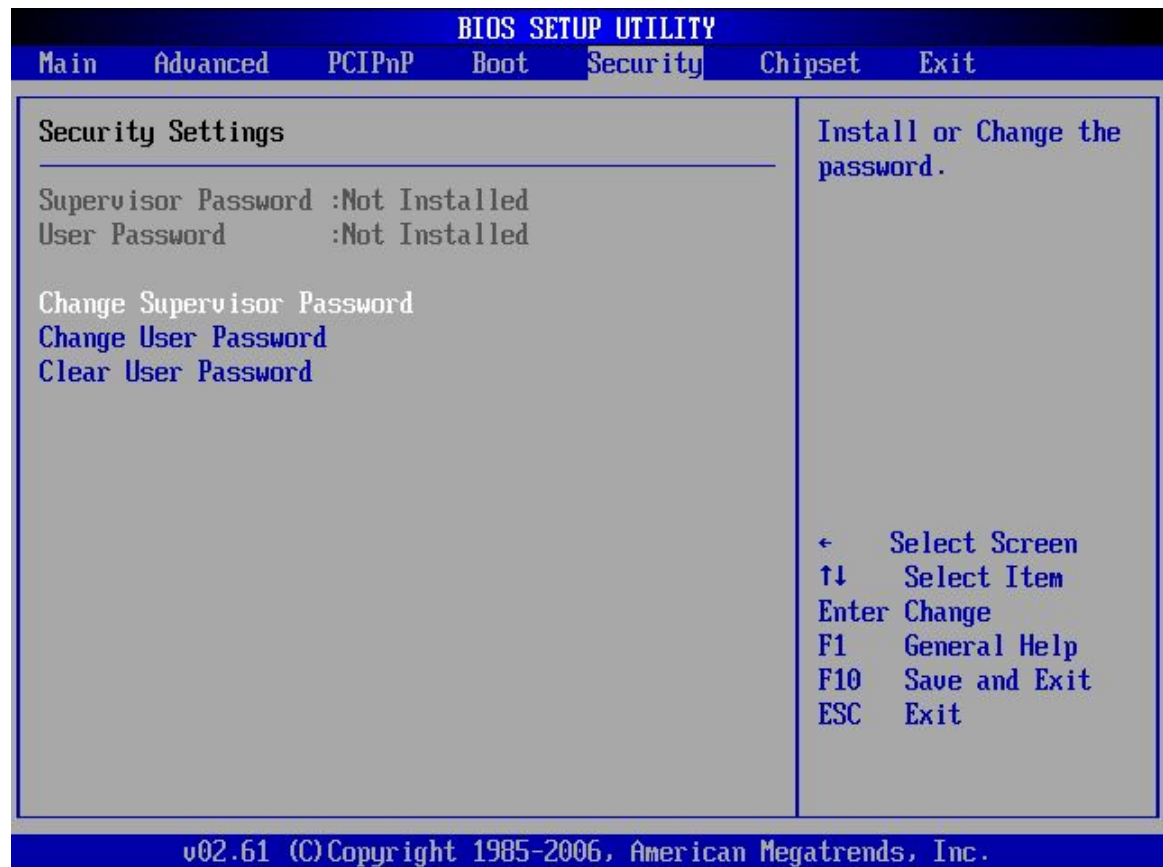 BIOS SETUP UTILITY
Main Advanced PCIPnP Boot Security Chipset Exit
Security Settings
Supervisor Password :Not Installed
User Password :Not Installed
Change Supervisor Password
Change User Password
Clear User Password
Install or Change the
password.
← Select Screen
↑↓ Select Item
Enter Change
F1 General Help
F10 Save and Exit
ESC Exit
v02.61 (C)Copyright 1985-2006, American Megatrends, Inc.